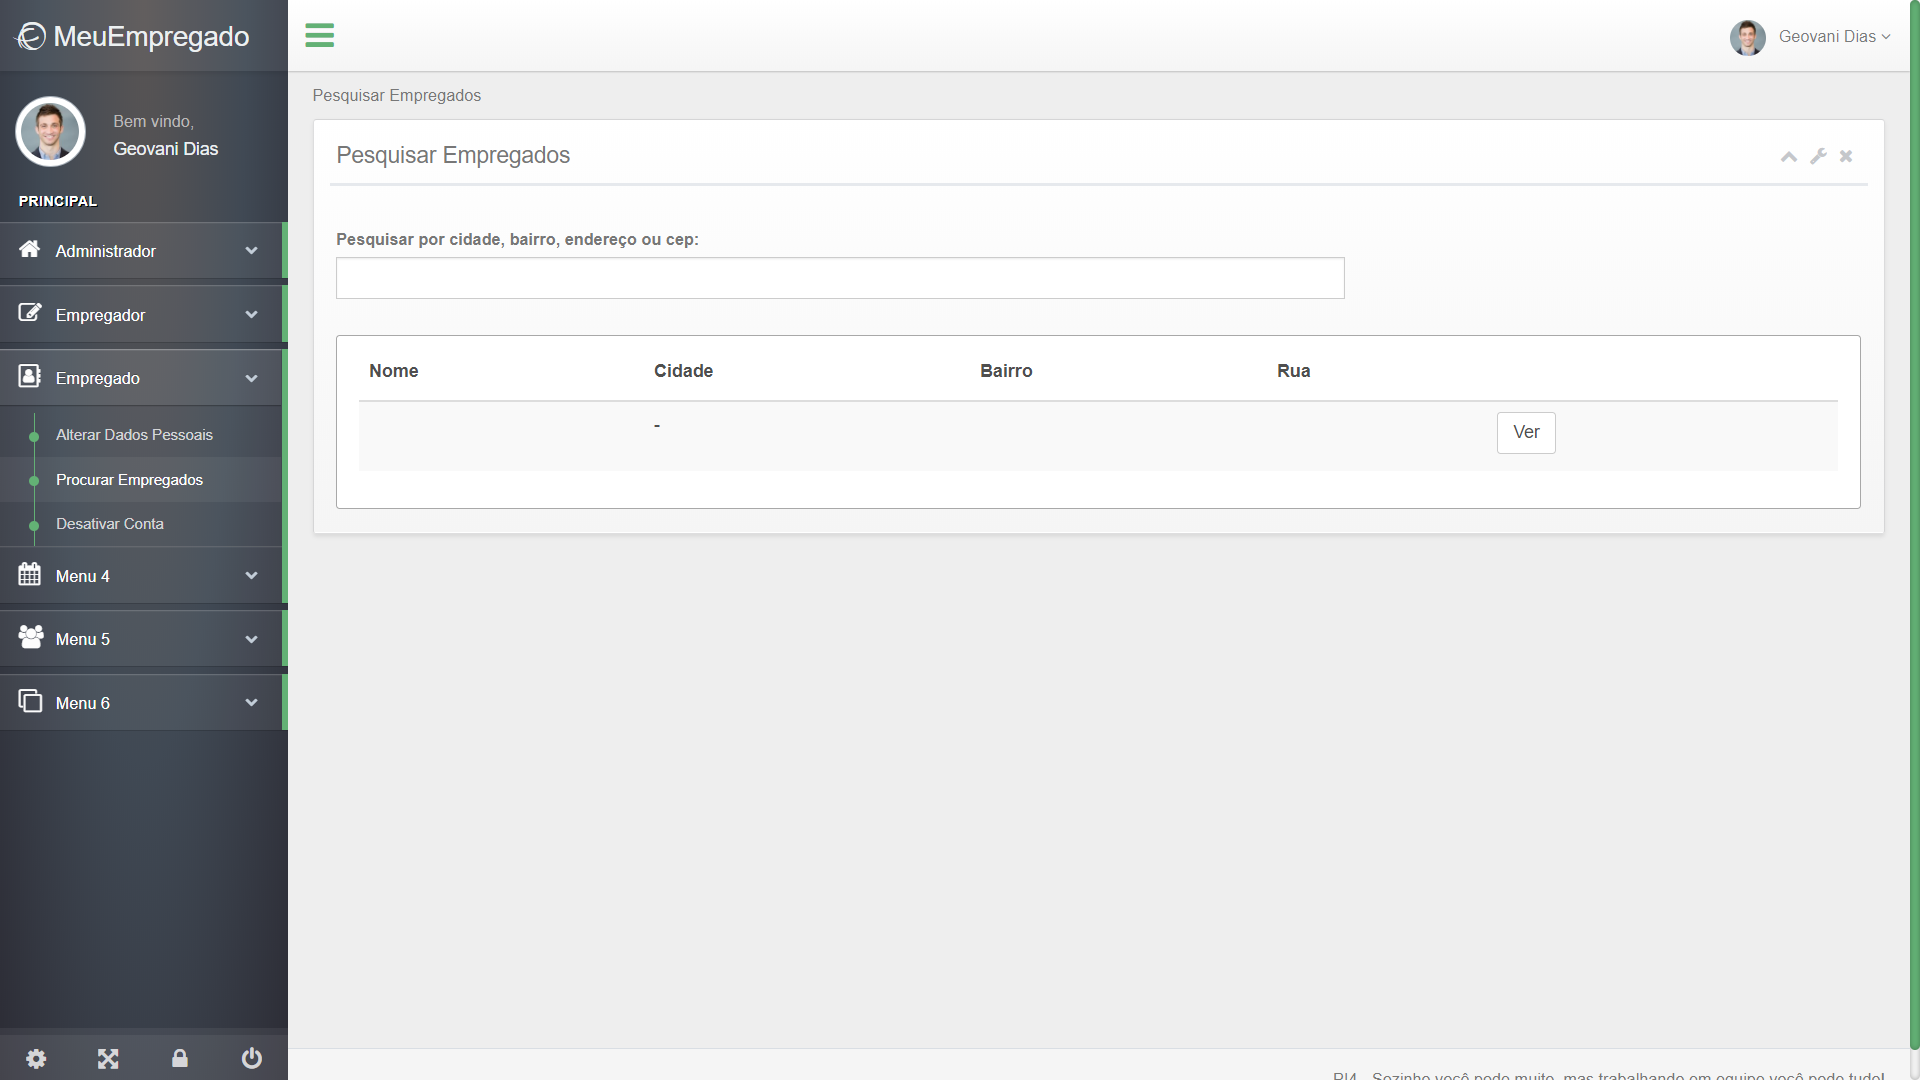 MeuEmpregado
Geovani Dias
Bem vindo,
Geovani Dias
PRINCIPAL
Administrador
Empregador
Empregado
Alterar Dados Pessoais
Procurar Empregados
Desativar Conta
Menu 4
Menu 5
Menu 6
Pesquisar Empregados
Pesquisar Empregados
Pesquisar por cidade, bairro, endereço ou cep:
Nome Cidade Bairro Rua
- Ver
PI4 - Sozinho você pode muito, mas trabalhando em equipe você pode tudo!